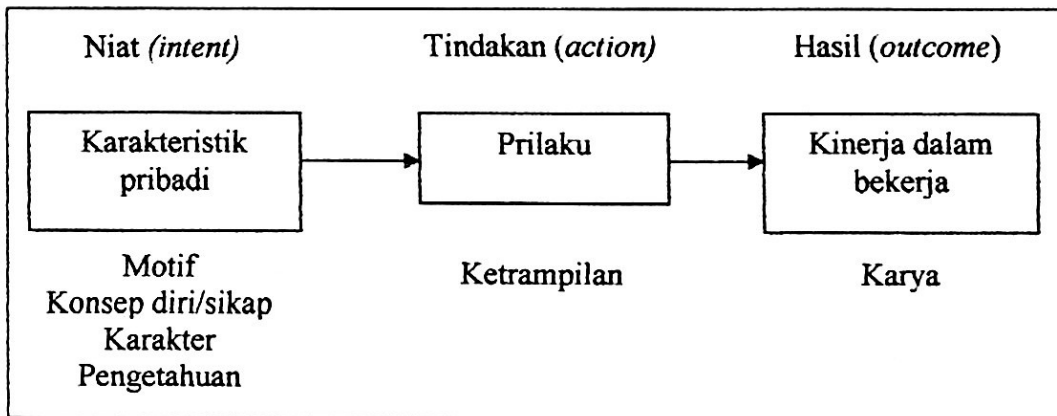 Niat (intent)
Tindakan (action)
Hasil (outcome)
Karakteristik
pribadi
Prilaku
Kinerja dalam
bekerja
Motif
Konsep diri/sikap
Karakter
Pengetahuan
Ketrampilan
Karya